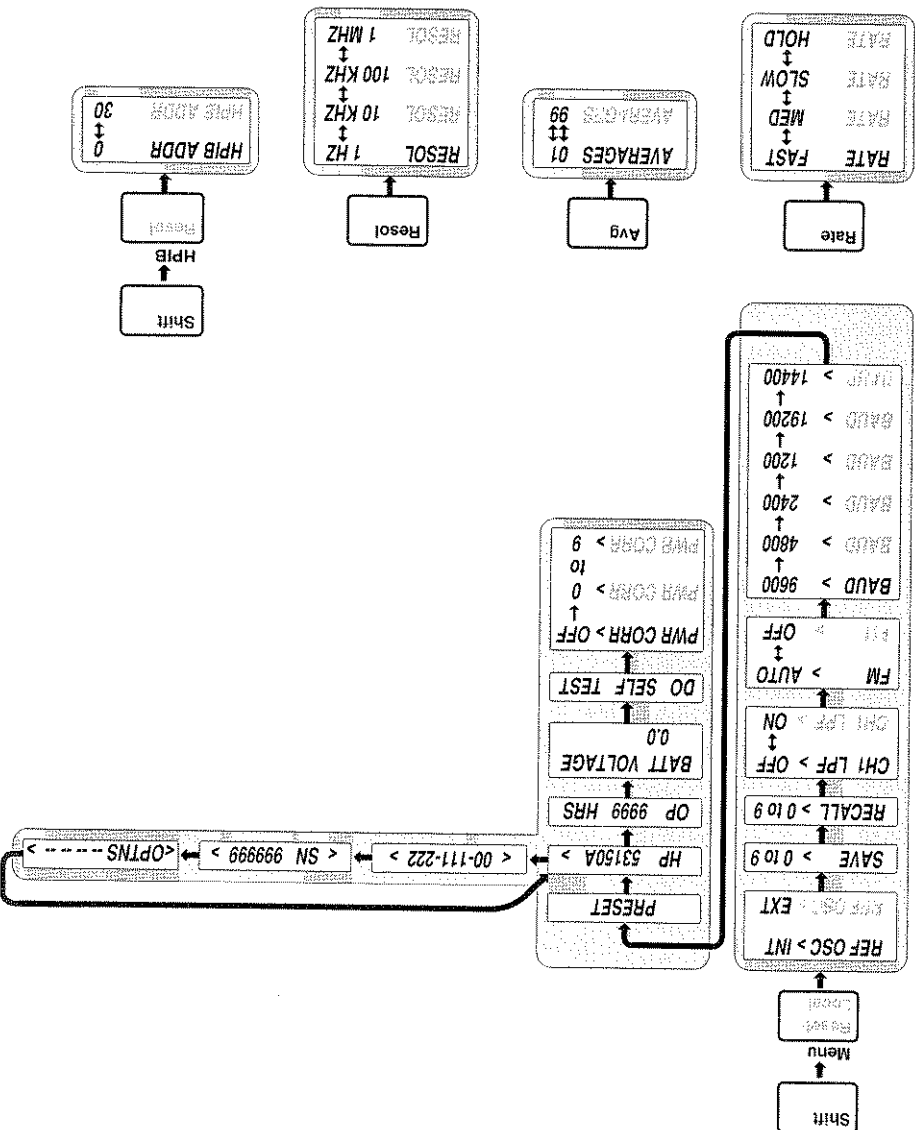 Shift
Menu
Reset
Local
REF OSC > INT
REF OSC > EXT
SAVE > 0 to 9
RECALL > 0 to 9
CH1 LPF > OFF
CH1 LPF > ON
FM > AUTO
FM > OFF
BAUD > 9600
BAUD > 4800
BAUD > 2400
BAUD > 1200
BAUD > 19200
BAUD > 14400
PRESET
HP 53150A >
< 00-111-222 >
< SN 999999 >
<OPTNS ----- >
OP 9999 HRS
BATT VOLTAGE
0.0
DO SELF TEST
PWR CORR > OFF
PWR CORR > 0
to
PWR CORR > 9
Rate
RATE FAST
RATE MED
RATE SLOW
RATE HOLD
Avg
AVERAGES 01
AVERAGES 99
Resol
RESOL 1 HZ
RESOL 10 KHZ
RESOL 100 KHZ
RESOL 1 MHZ
Shift
HPIB
Resol
HPIB ADDR 0
HPIB ADDR 30